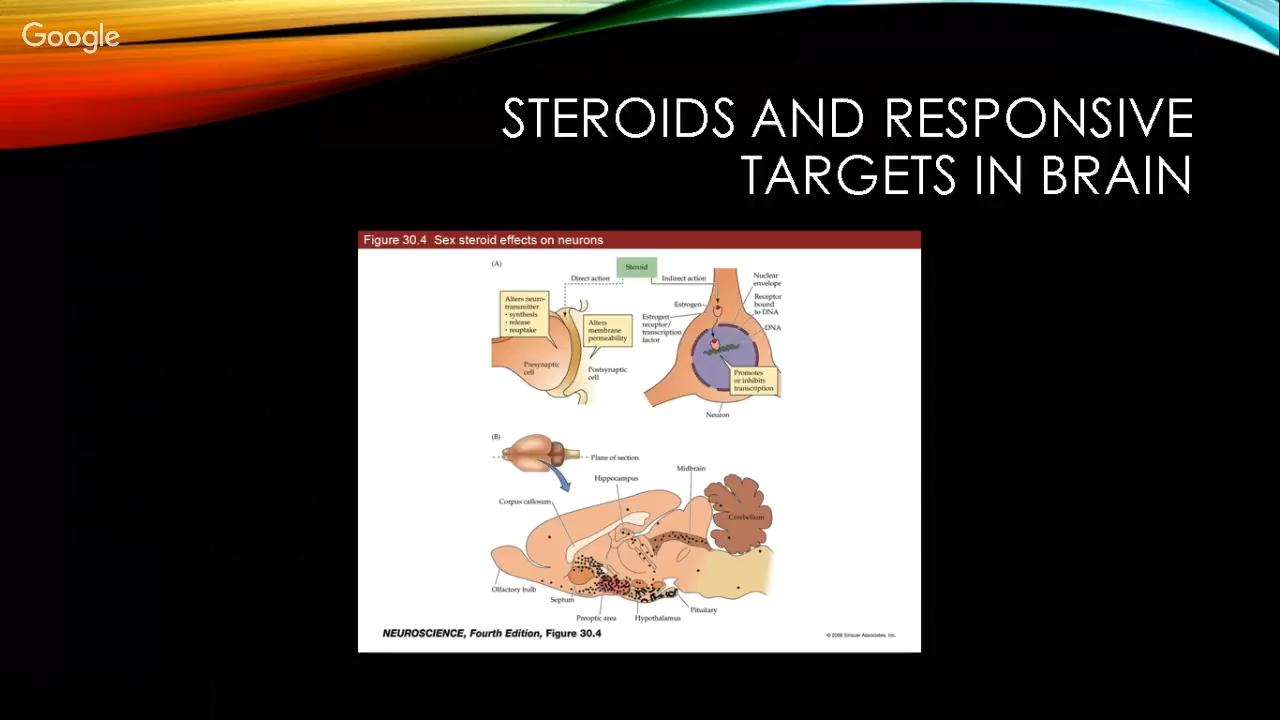 Google
STEROIDS AND RESPONSIVE
TARGETS IN BRAIN
Figure 30.4 Sex steroid effects on neurons
(A)
Steroid
Direct action
Indirect action
Nuclear
envelope
Receptor
bound
to DNA
DNA
Estrogen
Estrogen
receptor/
transcription
factor
Alters neuro-
transmitter
• synthesis
• release
• reuptake
Alters
membrane
permeability
Presynaptic
cell
Postsynaptic
cell
Promotes
or inhibits
transcription
Neuron
(B)
Plane of section
Midbrain
Hippocampus
Corpus callosum
Cerebellum
Olfactory bulb
Septum
Preoptic area
Hypothalamus
Pituitary
NEUROSCIENCE, Fourth Edition, Figure 30.4
© 2008 Sinauer Associates, Inc.